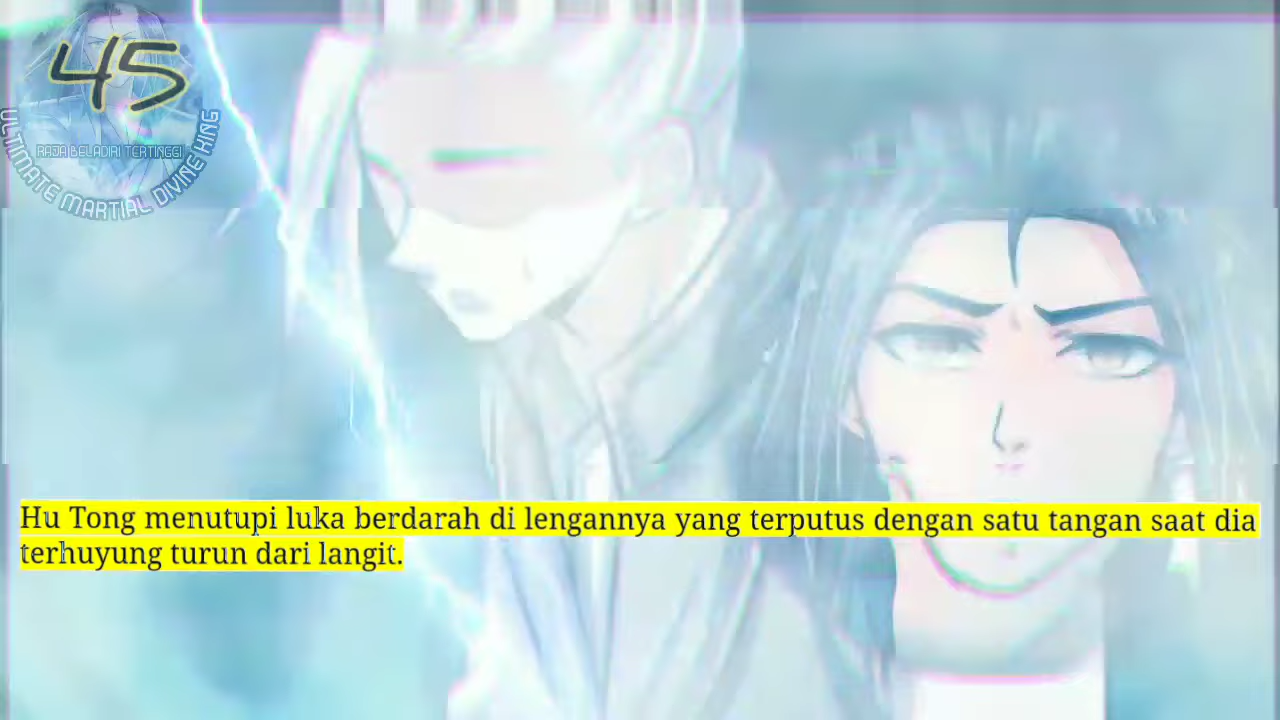 45
RAJA BELADIRI TERTINGGI
ULTIMATE MARTIAL DIVINE KING
Hu Tong menutupi luka berdarah di lengannya yang terputus dengan satu tangan saat dia
terhuyung turun dari langit.